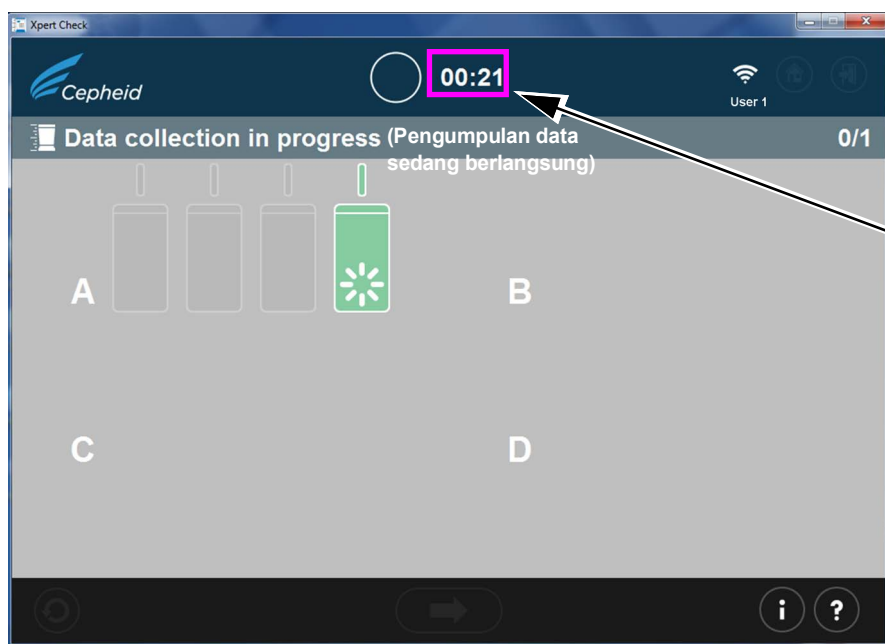 Xpert Check
Cepheid
00:21
User 1
Data collection in progress (Pengumpulan data
sedang berlangsung)
0/1
A
B
C
D
i
?